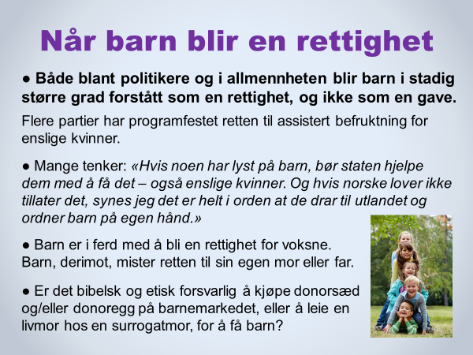 Når barn blir en rettighet
● Både blant politikere og i allmennheten blir barn i stadig
større grad forstått som en rettighet, og ikke som en gave.
Flere partier har programfestet retten til assistert befruktning for
enslige kvinner.
● Mange tenker: «Hvis noen har lyst på barn, bør staten hjelpe
dem med å få det – også enslige kvinner. Og hvis norske lover ikke
tillater det, synes jeg det er helt i orden at de drar til utlandet og
ordner barn på egen hånd.»
● Barn er i ferd med å bli en rettighet for voksne.
Barn, derimot, mister retten til sin egen mor eller far.
● Er det bibelsk og etisk forsvarlig å kjøpe donorsæd
og/eller donoregg på barnemarkedet, eller å leie en
livmor hos en surrogatmor, for å få barn?